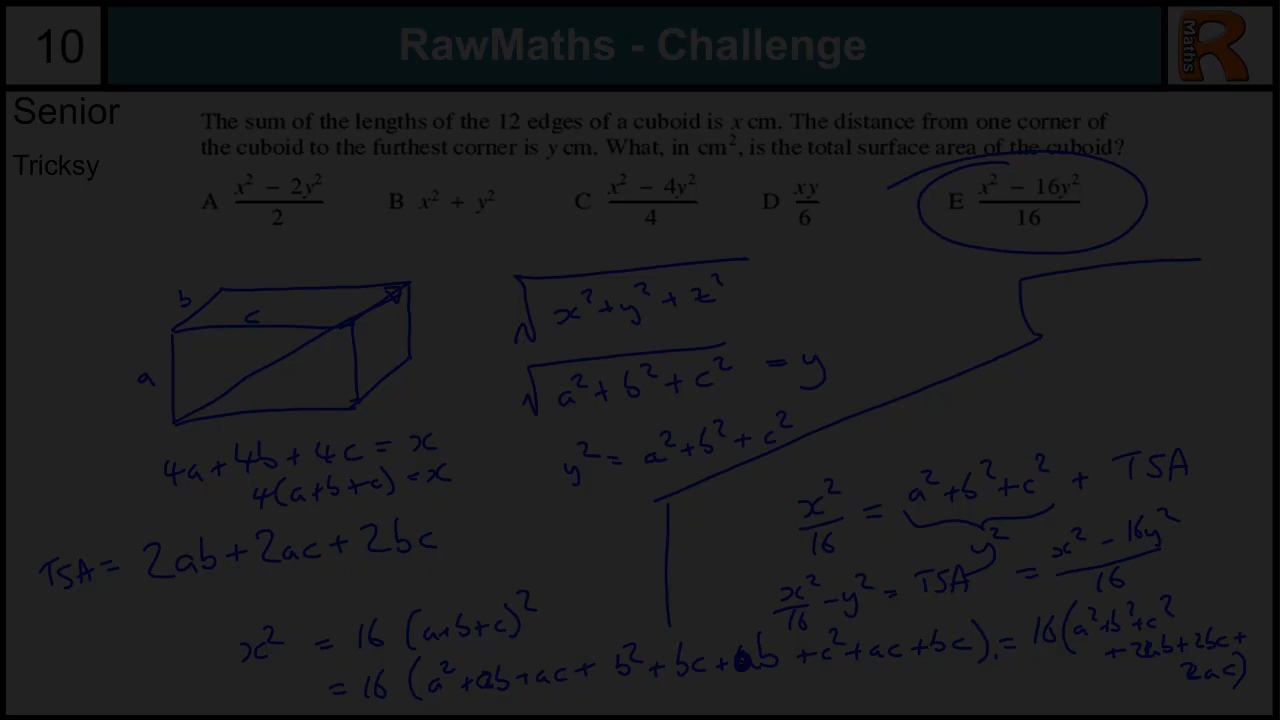 10
RawMaths - Challenge
Maths R
Senior
Tricksy
The sum of the lengths of the 12 edges of a cuboid is x cm. The distance from one corner of
the cuboid to the furthest corner is y cm. What, in cm², is the total surface area of the cuboid?
A (x² − 2y²)/2 B x² + y² C (x² − 4y²)/4 D xy/6 E (x² − 16y²)/16
b
c
a
4a + 4b + 4c = x
4(a+b+c) = x
TSA = 2ab + 2ac + 2bc
√(x² + y² + z²)
√(a² + b² + c²) = y
y² = a² + b² + c²
x² = 16 (a+b+c)²
= 16 (a² + ab + ac + b² + bc + ab + c² + ac + bc) = 16(a² + b² + c²
+ 2ab + 2bc +
2ac)
x²/16 = a² + b² + c² + TSA
y²
x²/16 − y² = TSA = (x² − 16y²)/16